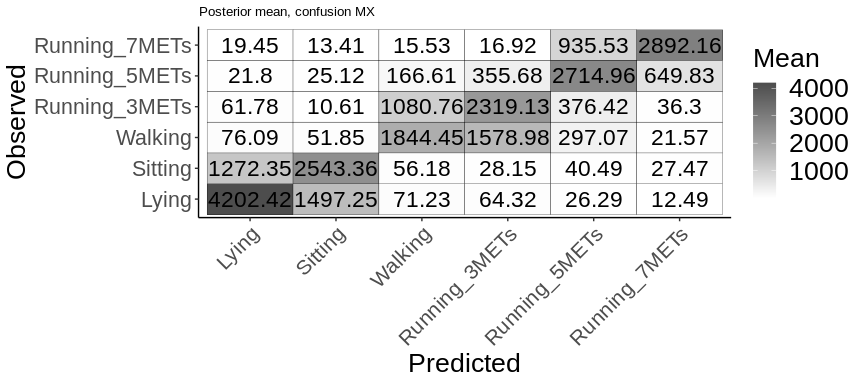 Posterior mean, confusion MX
Observed
Running_7METs 19.45 13.41 15.53 16.92 935.53 2892.16
Running_5METs 21.8 25.12 166.61 355.68 2714.96 649.83
Running_3METs 61.78 10.61 1080.76 2319.13 376.42 36.3
Walking 76.09 51.85 1844.45 1578.98 297.07 21.57
Sitting 1272.35 2543.36 56.18 28.15 40.49 27.47
Lying 4202.42 1497.25 71.23 64.32 26.29 12.49
Lying Sitting Walking Running_3METs Running_5METs Running_7METs
Predicted
Mean
4000
3000
2000
1000